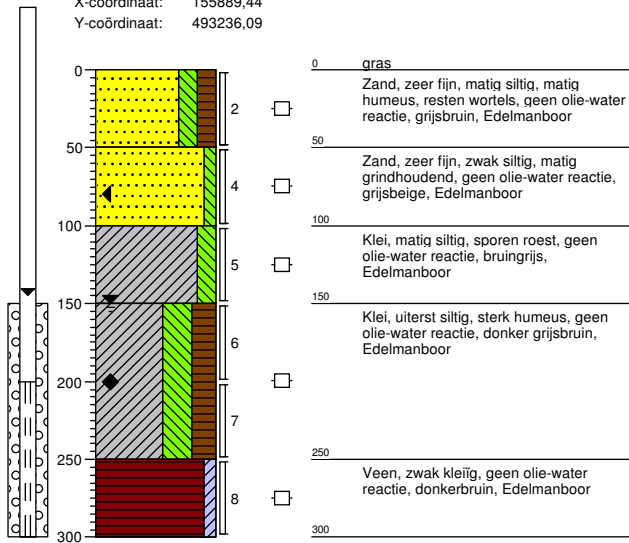 X-coördinaat: 155889,44
Y-coördinaat: 493236,09
0
50
100
150
200
250
300
2
4
5
6
7
8
0 gras
Zand, zeer fijn, matig siltig, matig
humeus, resten wortels, geen olie-water
reactie, grijsbruin, Edelmanboor
50
Zand, zeer fijn, zwak siltig, matig
grindhoudend, geen olie-water reactie,
grijsbeige, Edelmanboor
100
Klei, matig siltig, sporen roest, geen
olie-water reactie, bruingrijs,
Edelmanboor
150
Klei, uiterst siltig, sterk humeus, geen
olie-water reactie, donker grijsbruin,
Edelmanboor
250
Veen, zwak kleiïg, geen olie-water
reactie, donkerbruin, Edelmanboor
300